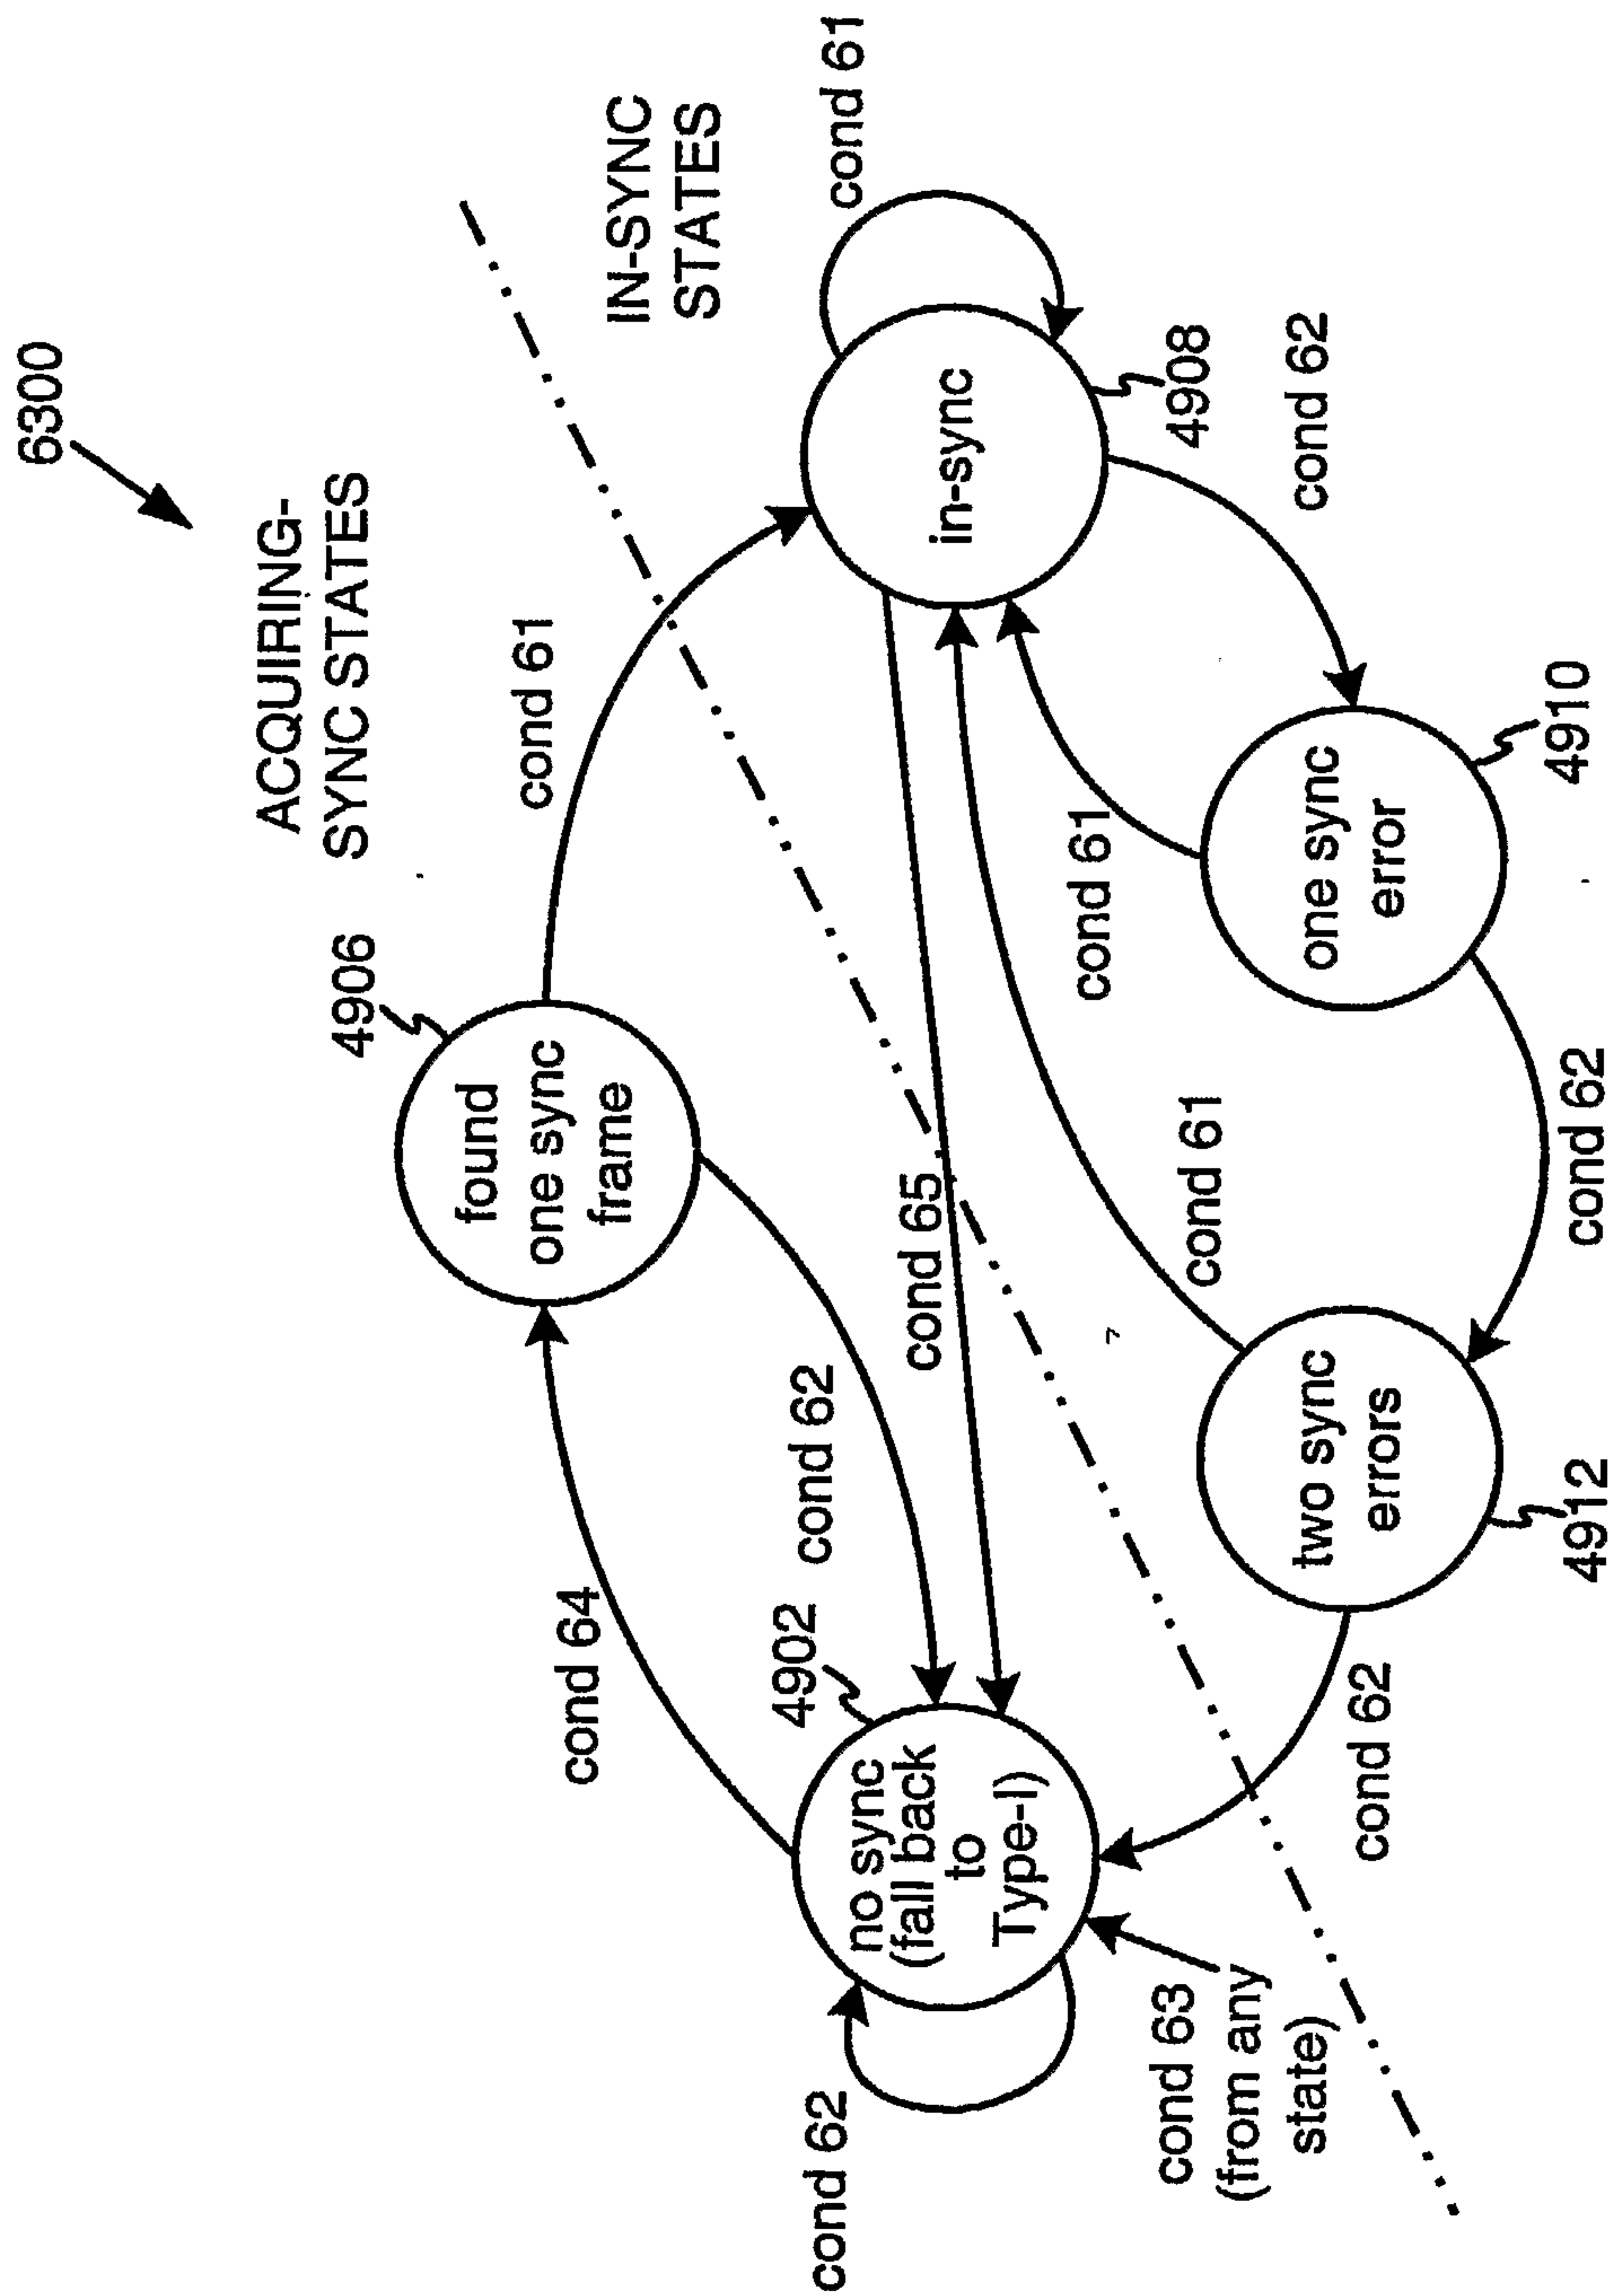 6300
ACQUIRING-
SYNC STATES
IN-SYNC
STATES
4906
found
one sync
frame
cond 61
cond 61
cond 64
cond 62
4902
no sync
(fall back
to
Type-I)
cond 62
cond 65
in-sync
4908
cond 62
cond 61
cond 61
cond 63
(from any
state)
cond 62
two sync
errors
4912
one sync
error
4910
cond 62